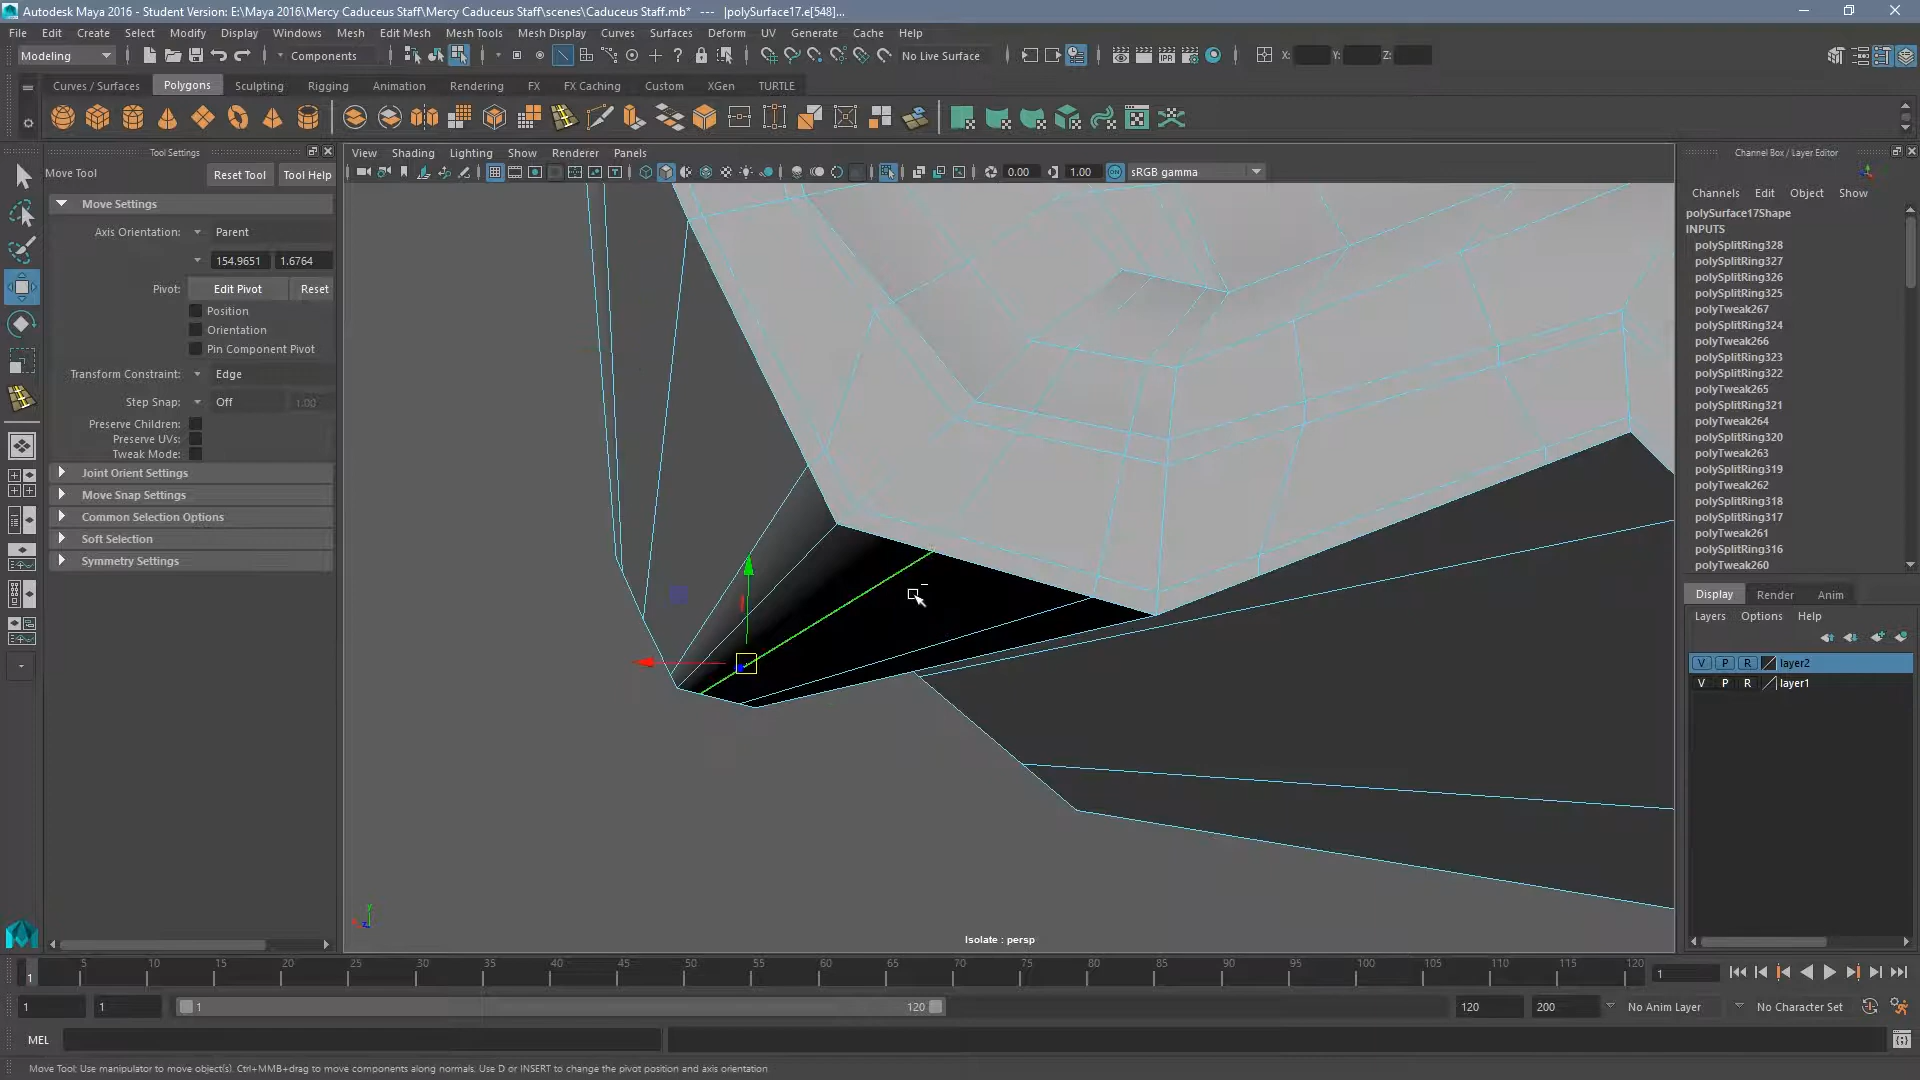 Autodesk Maya 2016 - Student Version: E:\Maya 2016\Mercy Caduceus Staff\Mercy Caduceus Staff\scenes\Caduceus Staff.mb* --- |polySurface17.e[548]...
File Edit Create Select Modify Display Windows Mesh Edit Mesh Mesh Tools Mesh Display Curves Surfaces Deform UV Generate Cache Help
Modeling Components No Live Surface X: Y: Z:
Curves / Surfaces Polygons Sculpting Rigging Animation Rendering FX FX Caching Custom XGen TURTLE
Tool Settings
Move Tool Reset Tool Tool Help
Move Settings
Axis Orientation: Parent
154.9651 1.6764
Pivot: Edit Pivot Reset
Position
Orientation
Pin Component Pivot
Transform Constraint: Edge
Step Snap: Off 1.00
Preserve Children:
Preserve UVs:
Tweak Mode:
Joint Orient Settings
Move Snap Settings
Common Selection Options
Soft Selection
Symmetry Settings
View Shading Lighting Show Renderer Panels
0.00 1.00 ON sRGB gamma
Isolate : persp
Channel Box / Layer Editor
Channels Edit Object Show
polySurface17Shape
INPUTS
polySplitRing328
polySplitRing327
polySplitRing326
polySplitRing325
polyTweak267
polySplitRing324
polyTweak266
polySplitRing323
polySplitRing322
polyTweak265
polySplitRing321
polyTweak264
polySplitRing320
polyTweak263
polySplitRing319
polyTweak262
polySplitRing318
polySplitRing317
polyTweak261
polySplitRing316
polyTweak260
Display Render Anim
Layers Options Help
V P R layer2
V P R layer1
1 5 10 15 20 25 30 35 40 45 50 55 60 65 70 75 80 85 90 95 100 105 110 115 120 1
1 1 1 120 120 200 No Anim Layer No Character Set
MEL
Move Tool: Use manipulator to move object(s). Ctrl+MMB+drag to move components along normals. Use D or INSERT to change the pivot position and axis orientation